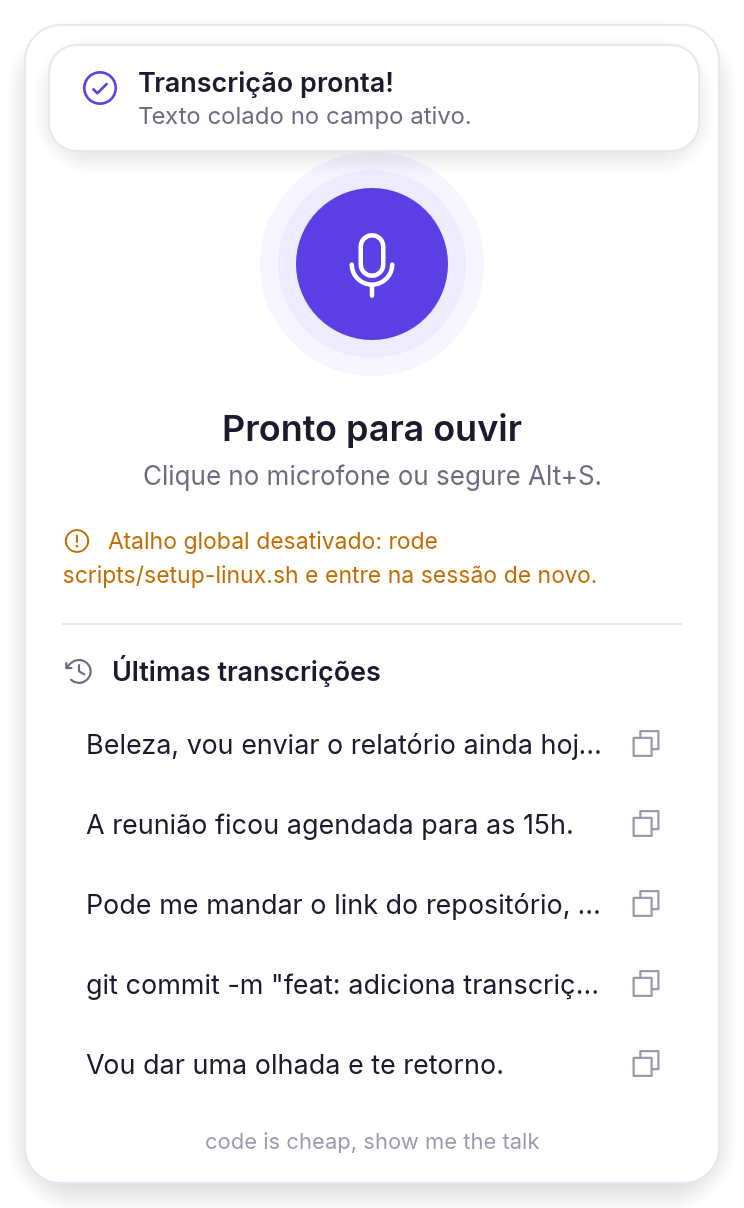 Transcrição pronta!
Texto colado no campo ativo.
Pronto para ouvir
Clique no microfone ou segure Alt+S.
Atalho global desativado: rode
scripts/setup-linux.sh e entre na sessão de novo.
Últimas transcrições
Beleza, vou enviar o relatório ainda hoj...
A reunião ficou agendada para as 15h.
Pode me mandar o link do repositório, ...
git commit -m "feat: adiciona transcriç...
Vou dar uma olhada e te retorno.
code is cheap, show me the talk